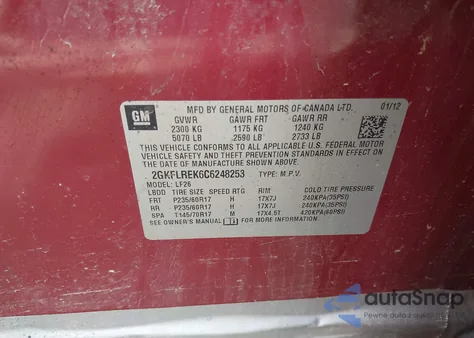 GM
MFD BY GENERAL MOTORS OF CANADA LTD. 01/12
GVWR GAWR FRT GAWR RR
2300 KG 1175 KG 1240 KG
5070 LB 2590 LB 2733 LB
THIS VEHICLE CONFORMS TO ALL APPLICABLE U.S. FEDERAL MOTOR
VEHICLE SAFETY AND THEFT PREVENTION STANDARDS IN EFFECT ON
THE DATE OF MANUFACTURE SHOWN ABOVE.
2GKFLREK6C6248253 TYPE: M.P.V.
MODEL: LF26
LBDD TIRE SIZE SPEED RTG RIM COLD TIRE PRESSURE
FRT P235/60R17 H 17X7J 240KPA(35PSI)
RR P235/60R17 H 17X7J 240KPA(35PSI)
SPA T145/70R17 M 17X4.5T 420KPA(60PSI)
SEE OWNER'S MANUAL i FOR MORE INFORMATION.
autaSnap
Pewne auta z USA